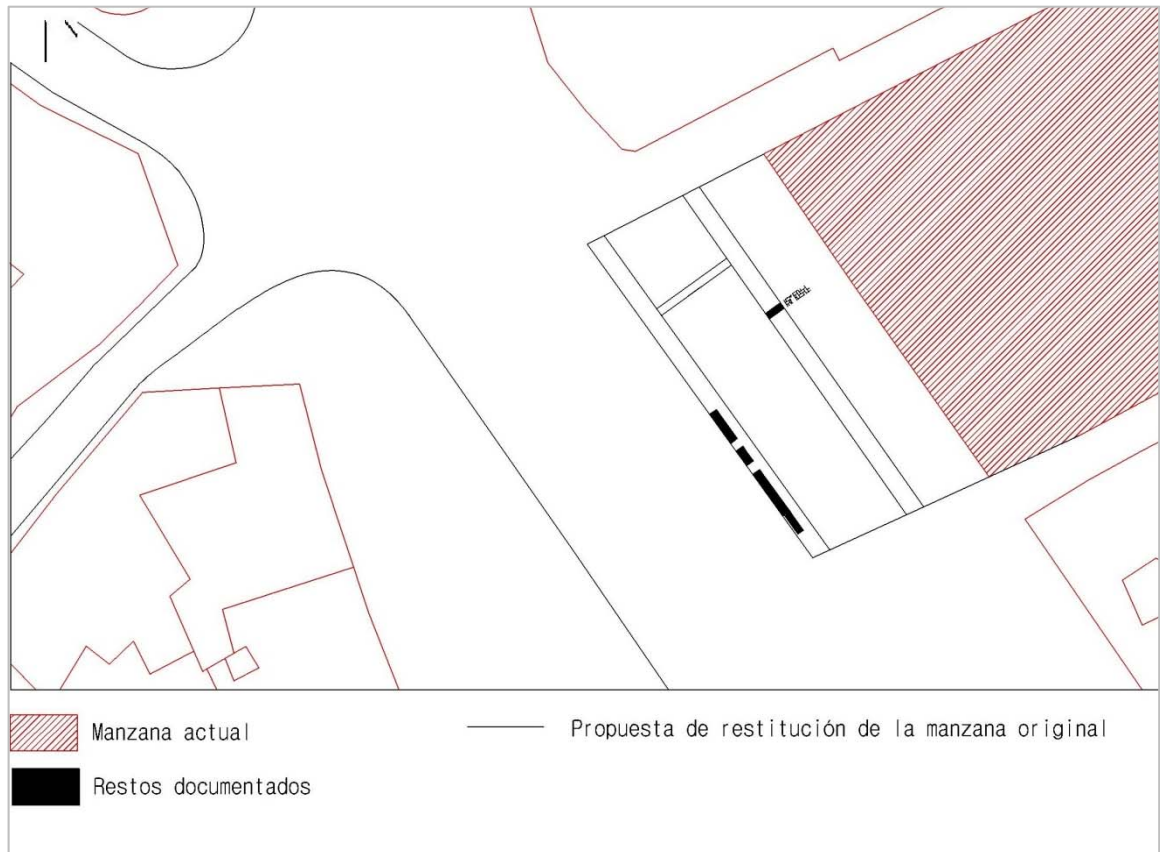 Manzana actual
Propuesta de restitución de la manzana original
Restos documentados